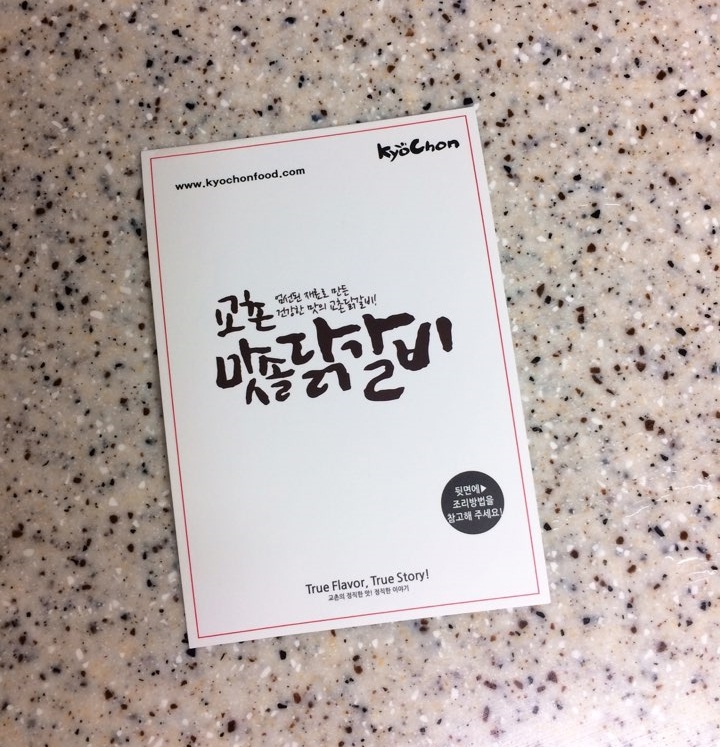 KyoChon
www.kyochonfood.com
교촌
엄선된 재료로 만든
건강한 맛의 교촌닭갈비!
맛솔닭갈비
뒷면에▶
조리방법을
참고해 주세요!
True Flavor, True Story!
교촌의 정직한 맛! 정직한 이야기